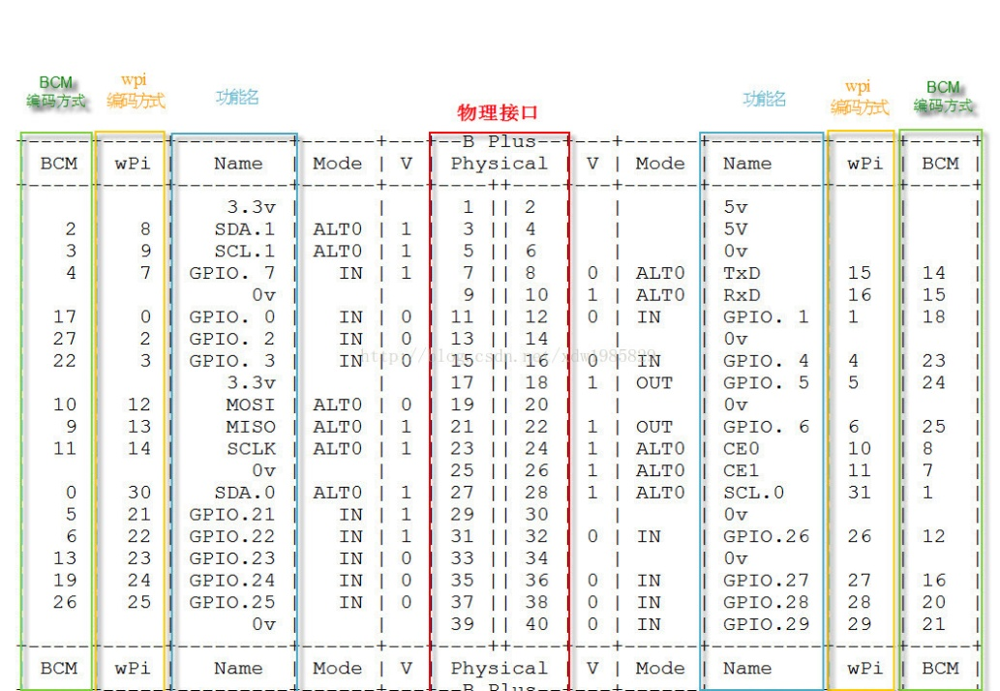 BCM wpi 功能名 物理接口 功能名 wpi BCM
编码方式 编码方式 编码方式 编码方式
+-----+-----+---------+------+---+--B Plus--+---+------+---------+-----+-----+
| BCM | wPi | Name | Mode | V | Physical | V | Mode | Name | wPi | BCM |
+-----+-----+---------+------+---+----++----+---+------+---------+-----+-----+
| | | 3.3v | | | 1 || 2 | | | 5v | | |
| 2 | 8 | SDA.1 | ALT0 | 1 | 3 || 4 | | | 5V | | |
| 3 | 9 | SCL.1 | ALT0 | 1 | 5 || 6 | | | 0v | | |
| 4 | 7 | GPIO. 7 | IN | 1 | 7 || 8 | 0 | ALT0 | TxD | 15 | 14 |
| | | 0v | | | 9 || 10 | 1 | ALT0 | RxD | 16 | 15 |
| 17 | 0 | GPIO. 0 | IN | 0 | 11 || 12 | 0 | IN | GPIO. 1 | 1 | 18 |
| 27 | 2 | GPIO. 2 | IN | 0 | 13 || 14 | | | 0v | | |
| 22 | 3 | GPIO. 3 | IN | 0 | 15 || 16 | 0 | IN | GPIO. 4 | 4 | 23 |
| | | 3.3v | | | 17 || 18 | 1 | OUT | GPIO. 5 | 5 | 24 |
| 10 | 12 | MOSI | ALT0 | 0 | 19 || 20 | | | 0v | | |
| 9 | 13 | MISO | ALT0 | 1 | 21 || 22 | 1 | OUT | GPIO. 6 | 6 | 25 |
| 11 | 14 | SCLK | ALT0 | 1 | 23 || 24 | 1 | ALT0 | CE0 | 10 | 8 |
| | | 0v | | | 25 || 26 | 1 | ALT0 | CE1 | 11 | 7 |
| 0 | 30 | SDA.0 | ALT0 | 1 | 27 || 28 | 1 | ALT0 | SCL.0 | 31 | 1 |
| 5 | 21 | GPIO.21 | IN | 1 | 29 || 30 | | | 0v | | |
| 6 | 22 | GPIO.22 | IN | 1 | 31 || 32 | 0 | IN | GPIO.26 | 26 | 12 |
| 13 | 23 | GPIO.23 | IN | 0 | 33 || 34 | | | 0v | | |
| 19 | 24 | GPIO.24 | IN | 0 | 35 || 36 | 0 | IN | GPIO.27 | 27 | 16 |
| 26 | 25 | GPIO.25 | IN | 0 | 37 || 38 | 0 | IN | GPIO.28 | 28 | 20 |
| | | 0v | | | 39 || 40 | 0 | IN | GPIO.29 | 29 | 21 |
+-----+-----+---------+------+---+----++----+---+------+---------+-----+-----+
| BCM | wPi | Name | Mode | V | Physical | V | Mode | Name | wPi | BCM |
+-----+-----+---------+------+---+--B Plus--+---+------+---------+-----+-----+